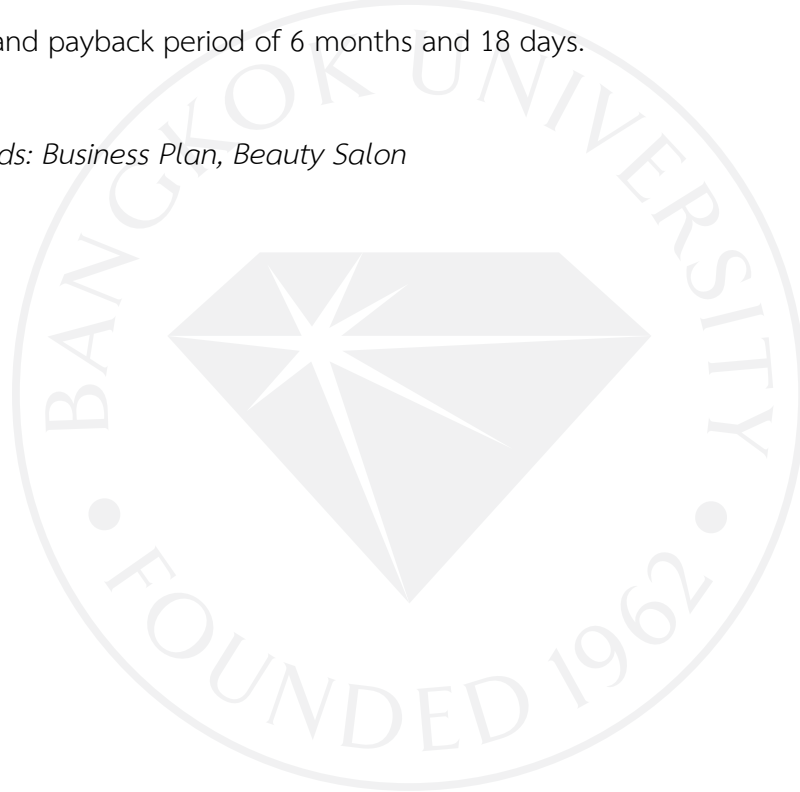 and payback period of 6 months and 18 days.
ds: Business Plan, Beauty Salon
BANGKOK UNIVERSITY
FOUNDED 1962